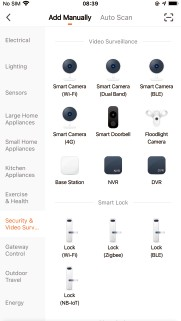 No SIM
08:39
Add Manually
Auto Scan
Electrical
Lighting
Sensors
Large Home
Appliances
Small Home
Appliances
Kitchen
Appliances
Exercise
& Health
Security &
Video Surv...
Gateway
Control
Outdoor
Travel
Energy
Video Surveillance
Smart Camera
(Wi-Fi)
Smart Camera
(Dual Band)
Smart Camera
(BLE)
Smart Camera
(4G)
Smart Doorbell
Floodlight
Camera
Base Station
NVR
DVR
Smart Lock
Lock
(Wi-Fi)
Lock
(Zigbee)
Lock
(BLE)
Lock
(NB-IoT)